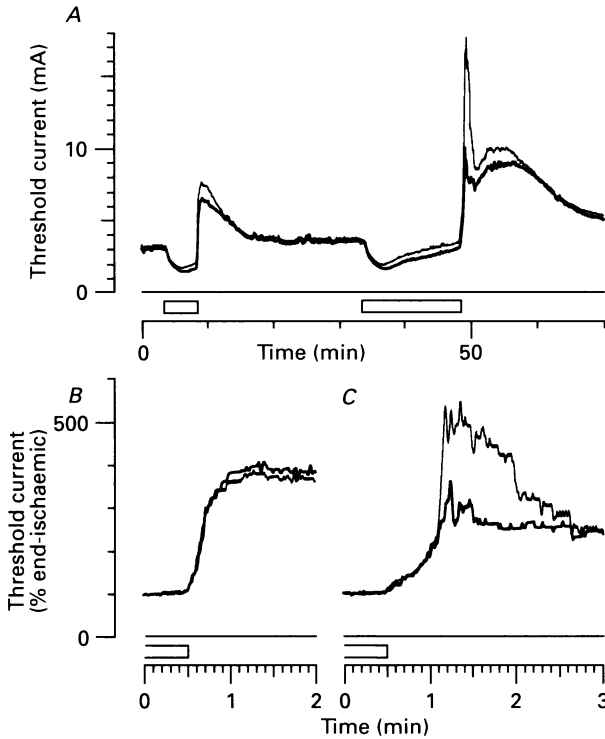 A
Threshold current (mA)
10
0
0
50
Time (min)
B
C
Threshold current
(% end-ischaemic)
500
0
0
1
2
0
1
2
3
Time (min)